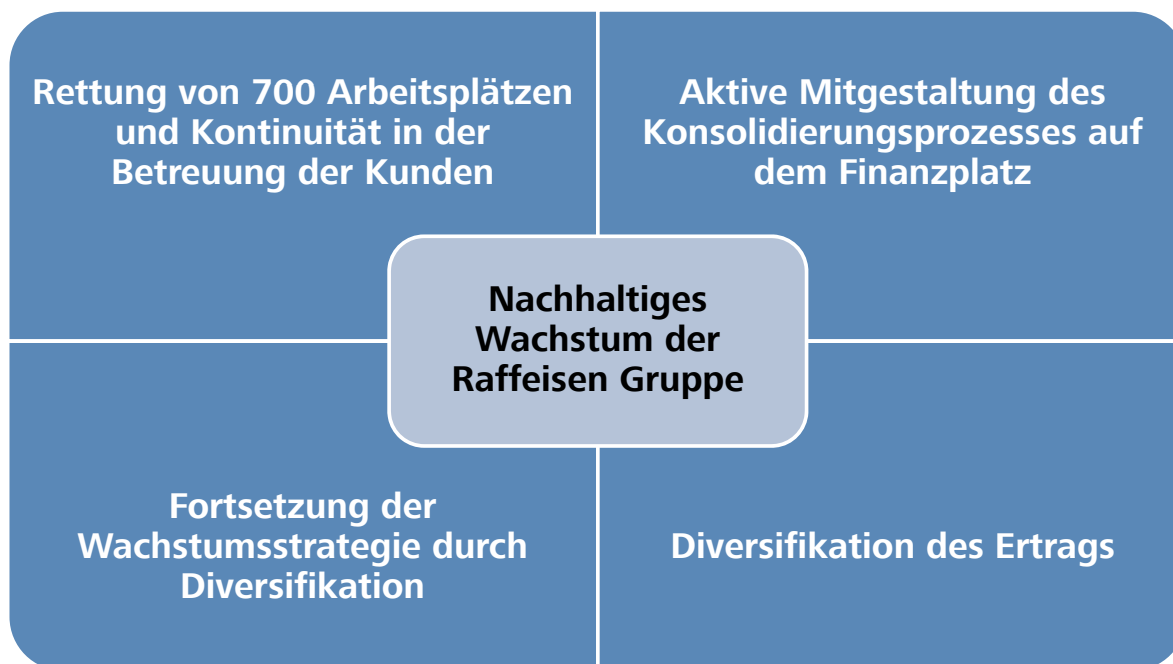 Rettung von 700 Arbeitsplätzen
und Kontinuität in der
Betreuung der Kunden
Aktive Mitgestaltung des
Konsolidierungsprozesses auf
dem Finanzplatz
Nachhaltiges
Wachstum der
Raffeisen Gruppe
Fortsetzung der
Wachstumsstrategie durch
Diversifikation
Diversifikation des Ertrags